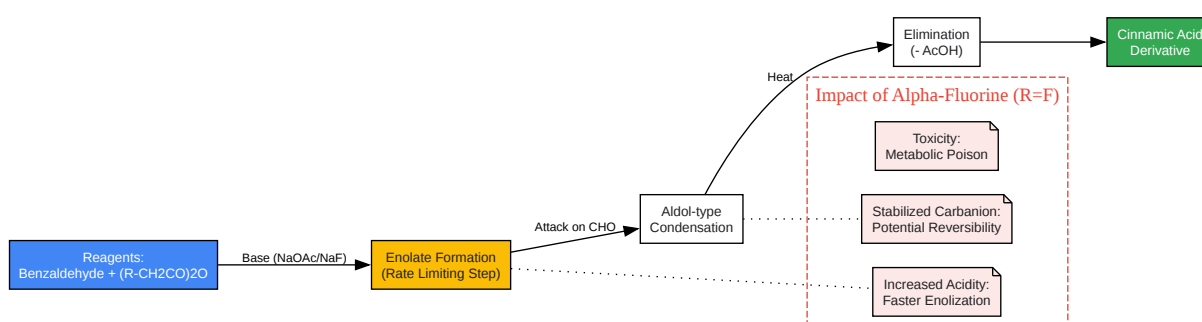 Reagents:
Benzaldehyde + (R-CH2CO)2O
Base (NaOAc/NaF)
Enolate Formation
(Rate Limiting Step)
Attack on CHO
Aldol-type
Condensation
Heat
Elimination
(- AcOH)
Cinnamic Acid
Derivative
Impact of Alpha-Fluorine (R=F)
Toxicity:
Metabolic Poison
Stabilized Carbanion:
Potential Reversibility
Increased Acidity:
Faster Enolization